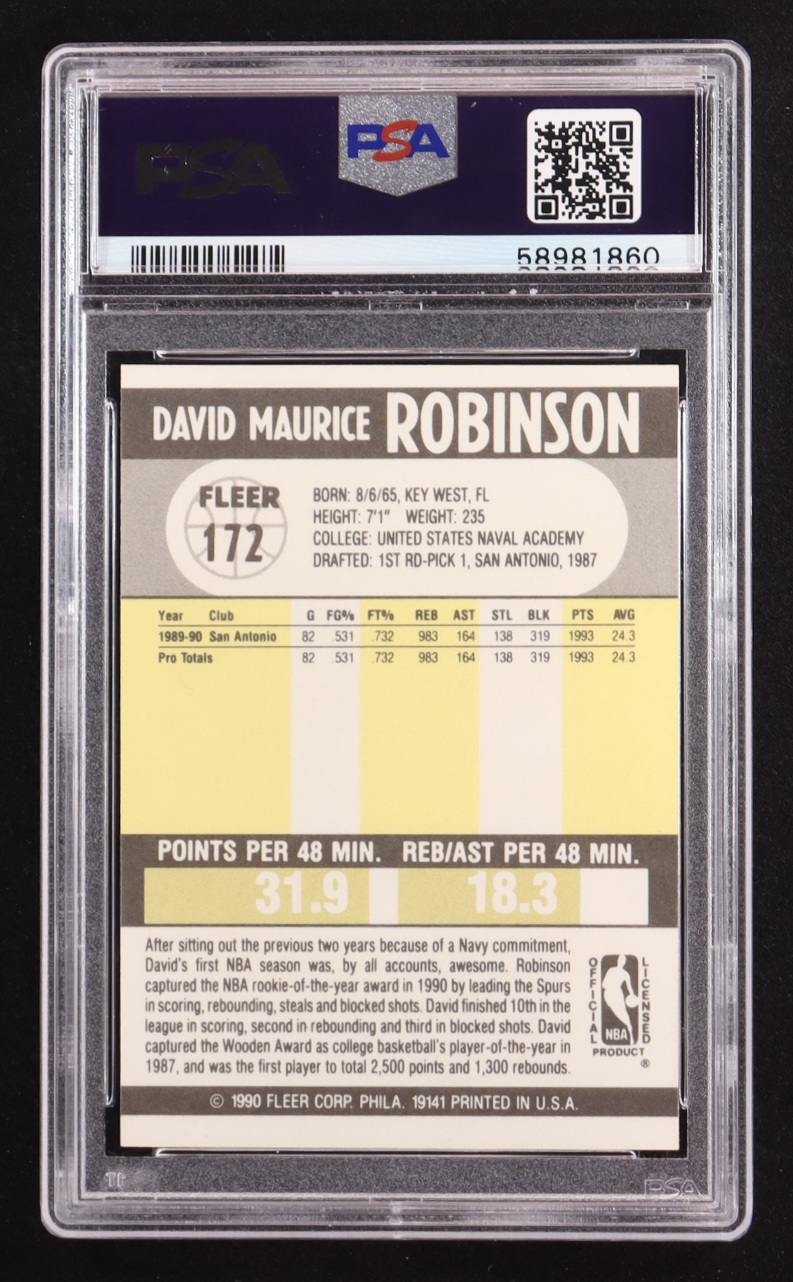 PSA
PSA
58981860
DAVID MAURICE ROBINSON
FLEER
172
BORN: 8/6/65, KEY WEST, FL
HEIGHT: 7'1" WEIGHT: 235
COLLEGE: UNITED STATES NAVAL ACADEMY
DRAFTED: 1ST RD-PICK 1, SAN ANTONIO, 1987
Year Club G FG% FT% REB AST STL BLK PTS AVG
1989-90 San Antonio 82 .531 .732 983 164 138 319 1993 24.3
Pro Totals 82 .531 .732 983 164 138 319 1993 24.3
POINTS PER 48 MIN. REB/AST PER 48 MIN.
31.9 18.3
After sitting out the previous two years because of a Navy commitment,
David's first NBA season was, by all accounts, awesome. Robinson
captured the NBA rookie-of-the-year award in 1990 by leading the Spurs
in scoring, rebounding, steals and blocked shots. David finished 10th in the
league in scoring, second in rebounding and third in blocked shots. David
captured the Wooden Award as college basketball's player-of-the-year in
1987, and was the first player to total 2,500 points and 1,300 rebounds.
OFFICIAL
LICENSED
NBA
PRODUCT
®
© 1990 FLEER CORP. PHILA. 19141 PRINTED IN U.S.A.
PSA